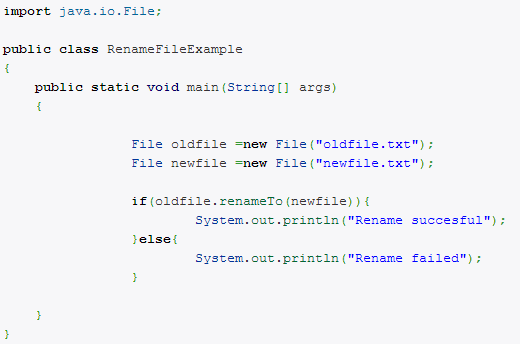 import java.io.File;
public class RenameFileExample
{
public static void main(String[] args)
{
File oldfile =new File("oldfile.txt");
File newfile =new File("newfile.txt");
if(oldfile.renameTo(newfile)){
System.out.println("Rename succesful");
}else{
System.out.println("Rename failed");
}
}
}